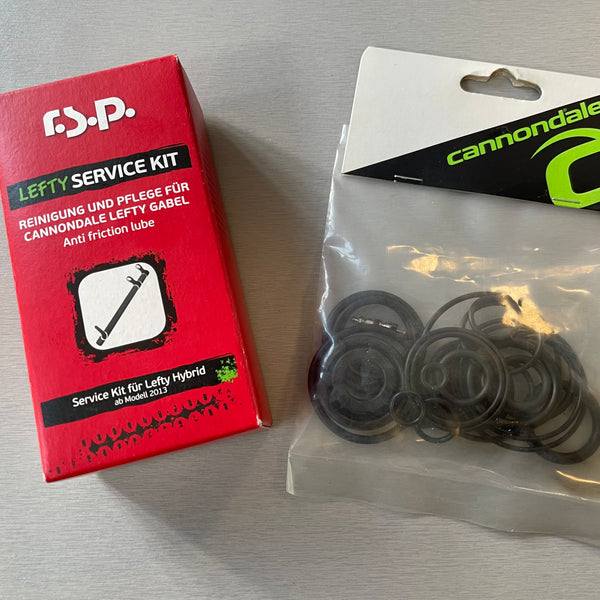 r.s.p.
LEFTY SERVICE KIT
REINIGUNG UND PFLEGE FÜR
CANNONDALE LEFTY GABEL
Anti friction lube
Service Kit für Lefty Hybrid
ab Modell 2013
cannondale